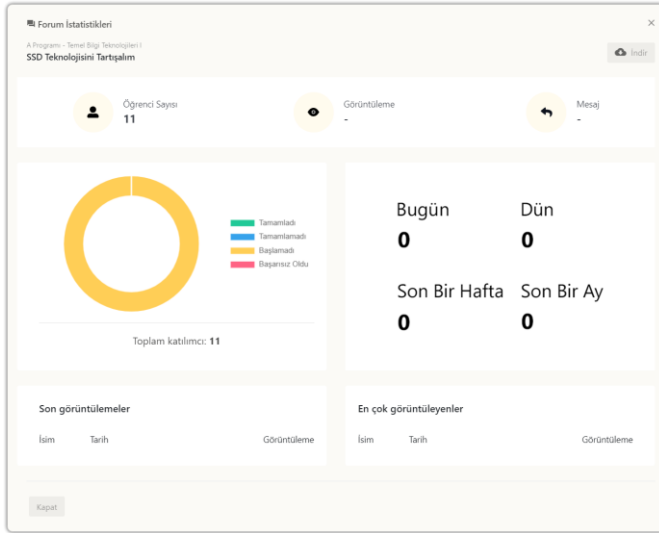 Forum İstatistikleri
A Programı - Temel Bilgi Teknolojileri I
SSD Teknolojisini Tartışalım
İndir
Öğrenci Sayısı
11
Görüntüleme
-
Mesaj
-
Tamamladı
Tamamlamadı
Başlamadı
Başarısız Oldu
Toplam katılımcı: 11
Bugün
0
Dün
0
Son Bir Hafta
0
Son Bir Ay
0
Son görüntülemeler
İsim Tarih Görüntüleme
En çok görüntüleyenler
İsim Tarih Görüntüleme
Kapat